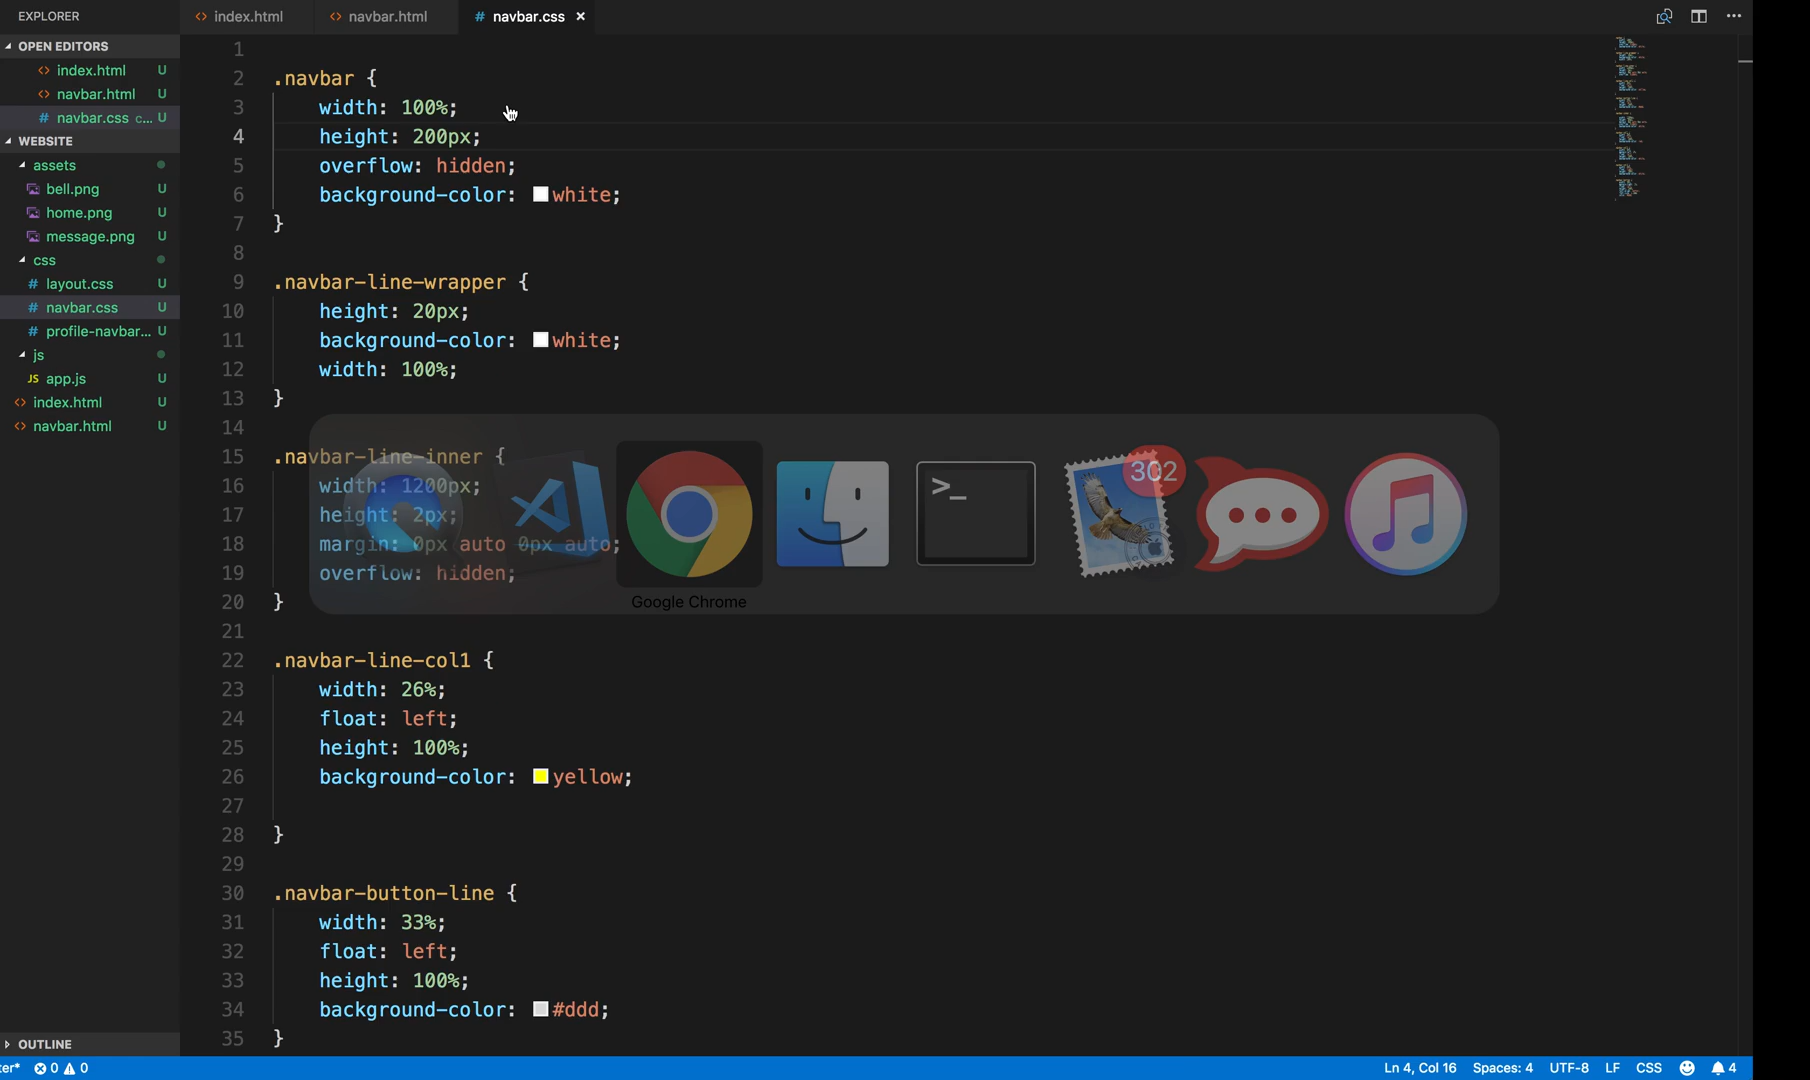 EXPLORER
OPEN EDITORS
index.html U
navbar.html U
navbar.css c... U
WEBSITE
assets
bell.png U
home.png U
message.png U
css
layout.css U
navbar.css U
profile-navbar... U
js
JS app.js U
index.html U
navbar.html U
OUTLINE
index.html navbar.html # navbar.css ×
1
2 .navbar {
3 width: 100%;
4 height: 200px;
5 overflow: hidden;
6 background-color: white;
7 }
8
9 .navbar-line-wrapper {
10 height: 20px;
11 background-color: white;
12 width: 100%;
13 }
14
15 .navbar-line-inner {
16 width: 1200px;
17 height: 2px;
18 margin: 0px auto 0px auto;
19 overflow: hidden;
20 }
21
22 .navbar-line-col1 {
23 width: 26%;
24 float: left;
25 height: 100%;
26 background-color: yellow;
27
28 }
29
30 .navbar-button-line {
31 width: 33%;
32 float: left;
33 height: 100%;
34 background-color: #ddd;
35 }
302
Google Chrome
ter* 0 0 Ln 4, Col 16 Spaces: 4 UTF-8 LF CSS 4